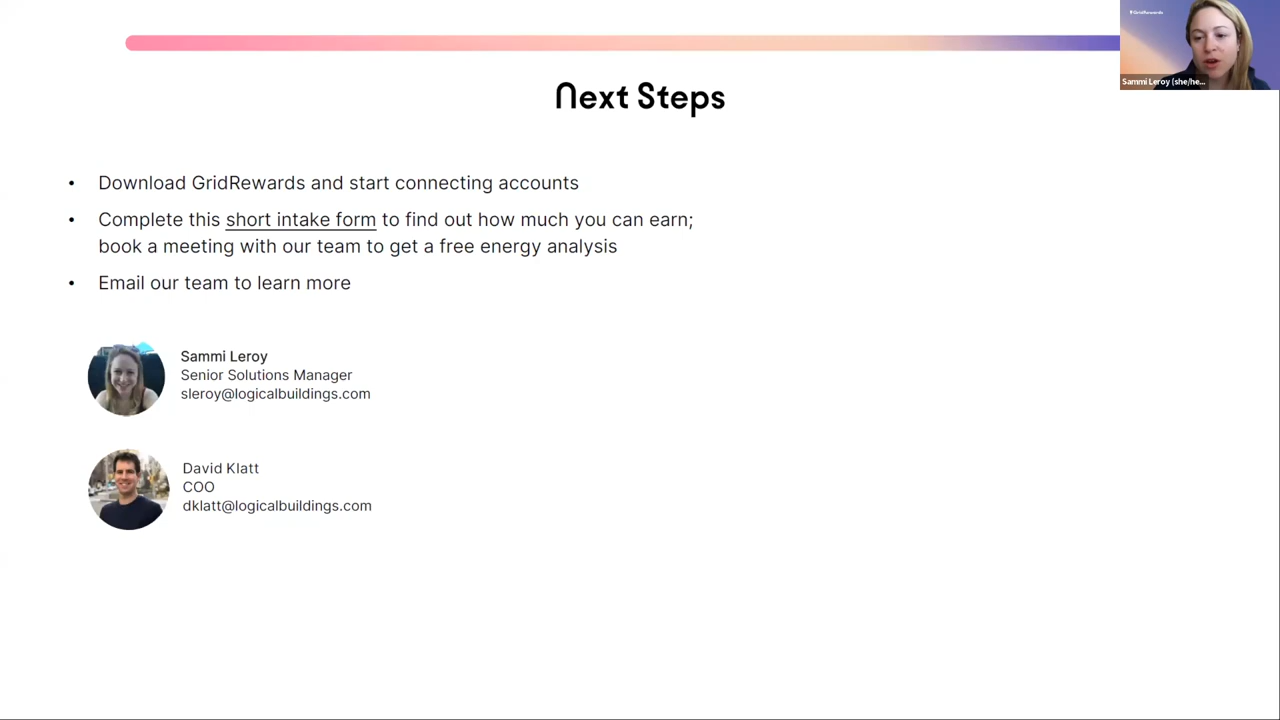 GridRewards
Sammi Leroy (she/he...
Next Steps
• Download GridRewards and start connecting accounts
• Complete this short intake form to find out how much you can earn;
book a meeting with our team to get a free energy analysis
• Email our team to learn more
Sammi Leroy
Senior Solutions Manager
sleroy@logicalbuildings.com
David Klatt
COO
dklatt@logicalbuildings.com